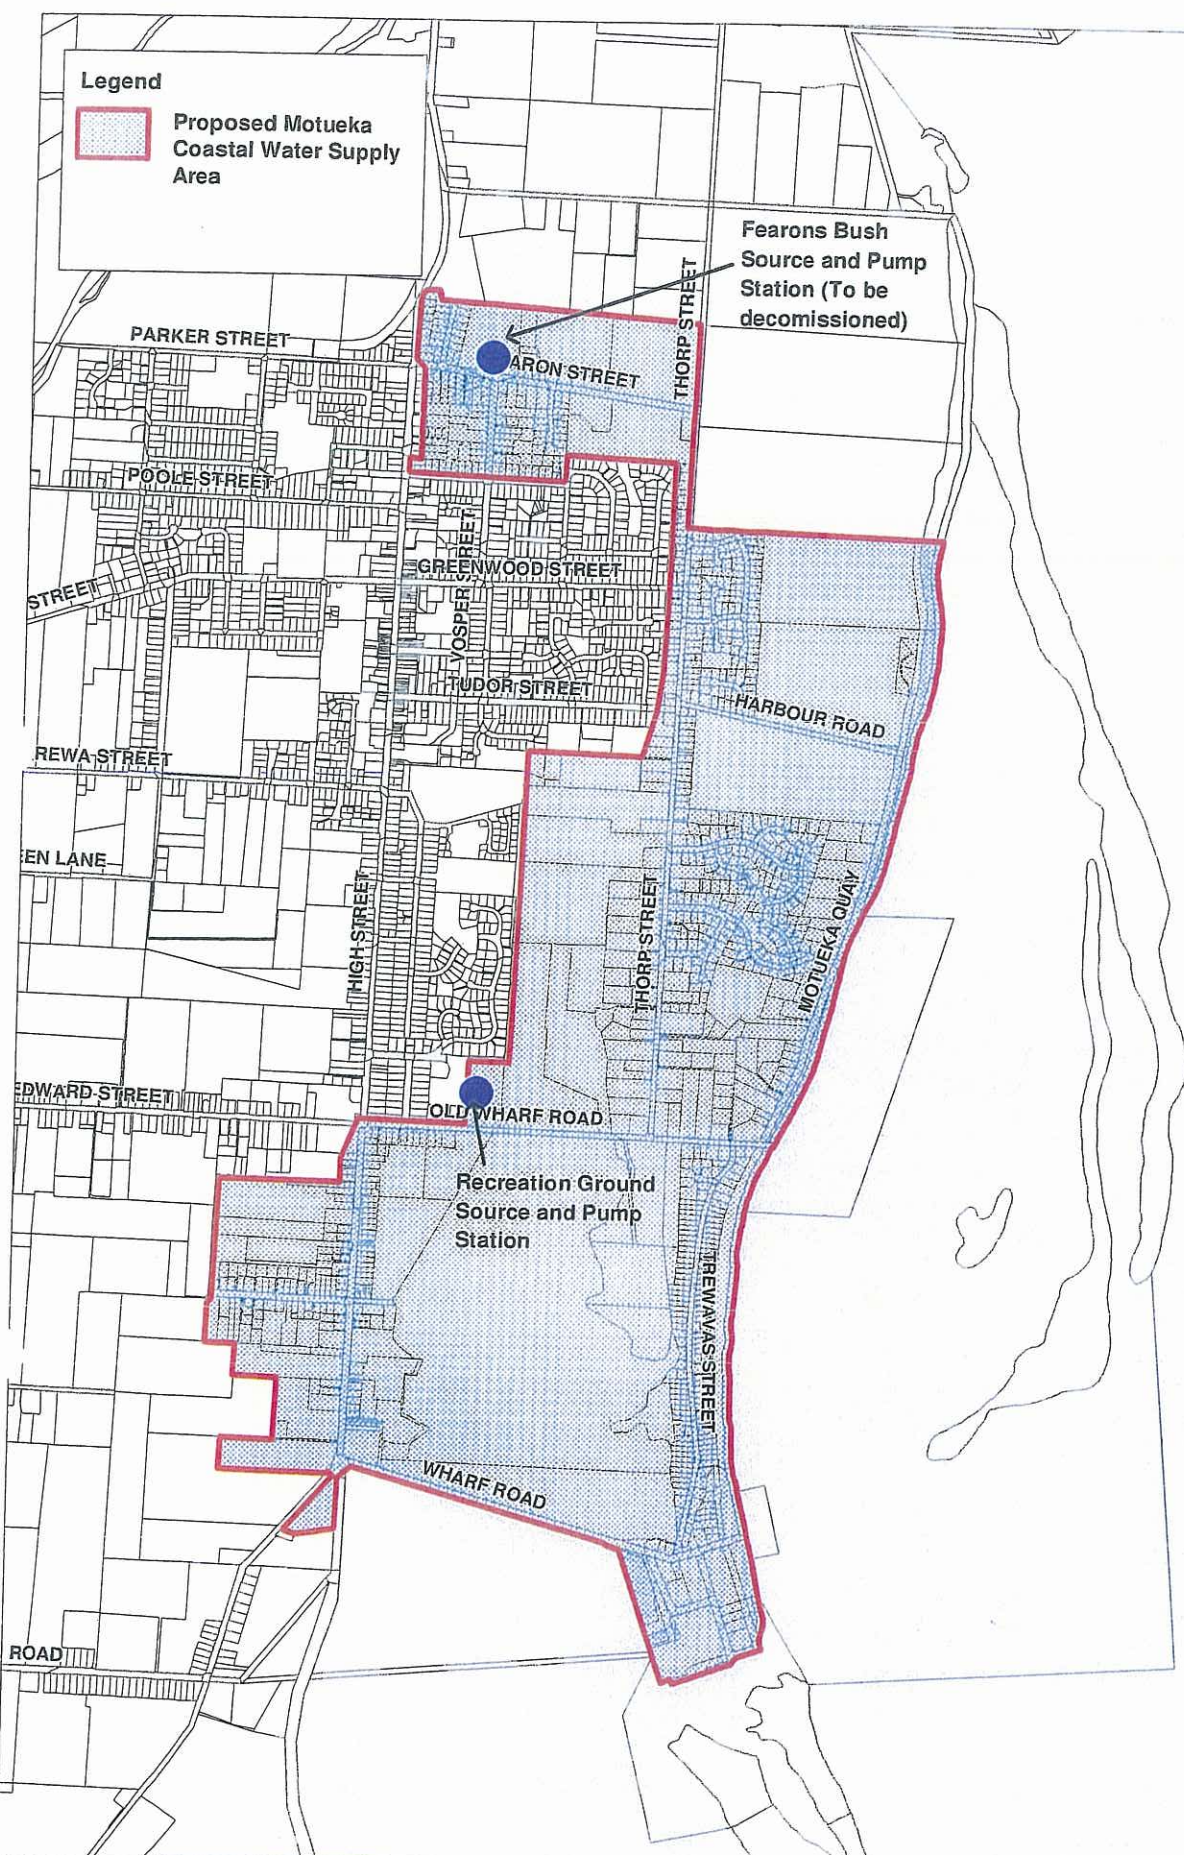 Legend
Proposed Motueka
Coastal Water Supply
Area
Fearons Bush
Source and Pump
Station (To be
decomissioned)
THORP STREET
PARKER STREET
ARON STREET
POOLE STREET
VOSPER STREET
GREENWOOD STREET
STREET
TUDOR STREET
HARBOUR ROAD
REWA STREET
EEN LANE
HIGH STREET
THORP STREET
MOTUEKA QUAY
EDWARD STREET
OLD WHARF ROAD
Recreation Ground
Source and Pump
Station
TREWAVAS STREET
WHARF ROAD
ROAD